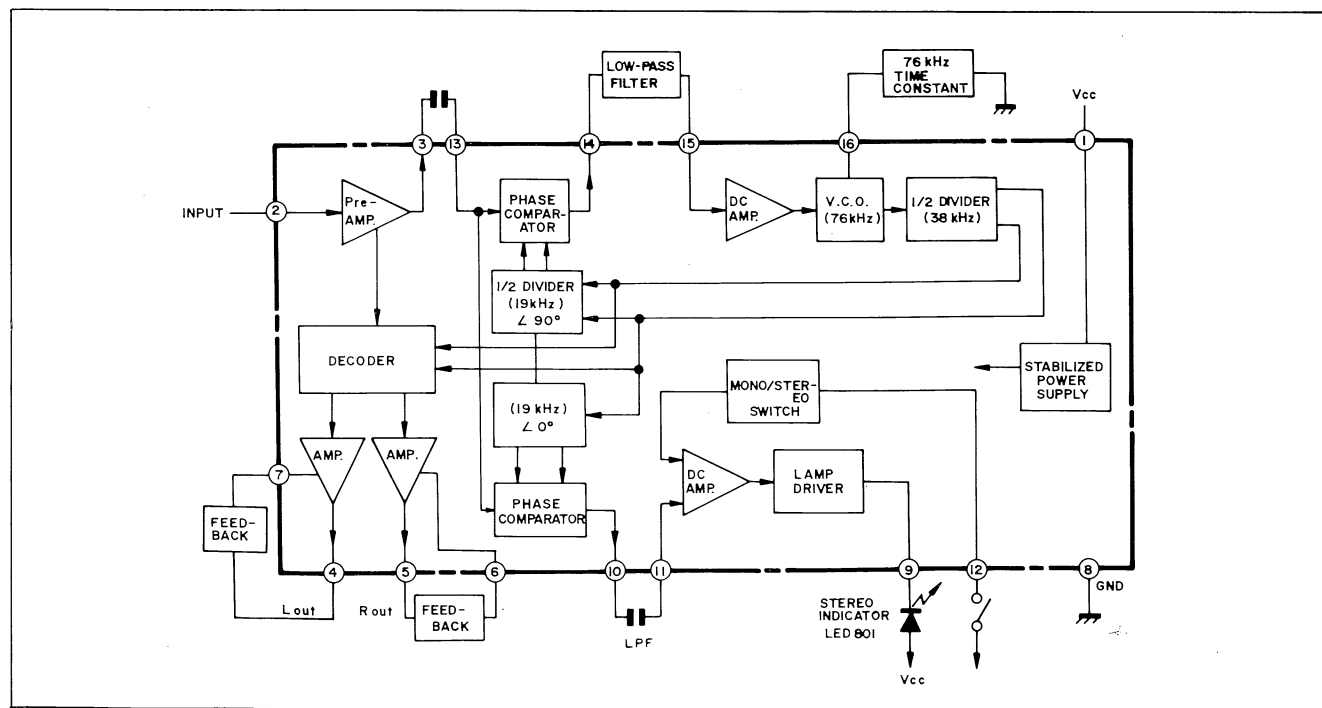 LOW-PASS
FILTER
76 kHz
TIME
CONSTANT
Vcc
3
13
14
15
16
1
INPUT
2
Pre-
AMP.
PHASE
COMPAR-
ATOR
DC
AMP.
V.C.O.
(76kHz)
1/2 DIVIDER
(38 kHz)
1/2 DIVIDER
(19kHz)
∠ 90°
DECODER
(19 kHz)
∠ 0°
MONO/STER-
EO
SWITCH
STABILIZED
POWER
SUPPLY
7
AMP.
AMP.
PHASE
COMPARATOR
DC
AMP.
LAMP
DRIVER
FEED-
BACK
4
5
6
10
11
9
12
8
GND
L out
R out
FEED-
BACK
LPF
STEREO
INDICATOR
LED 801
Vcc